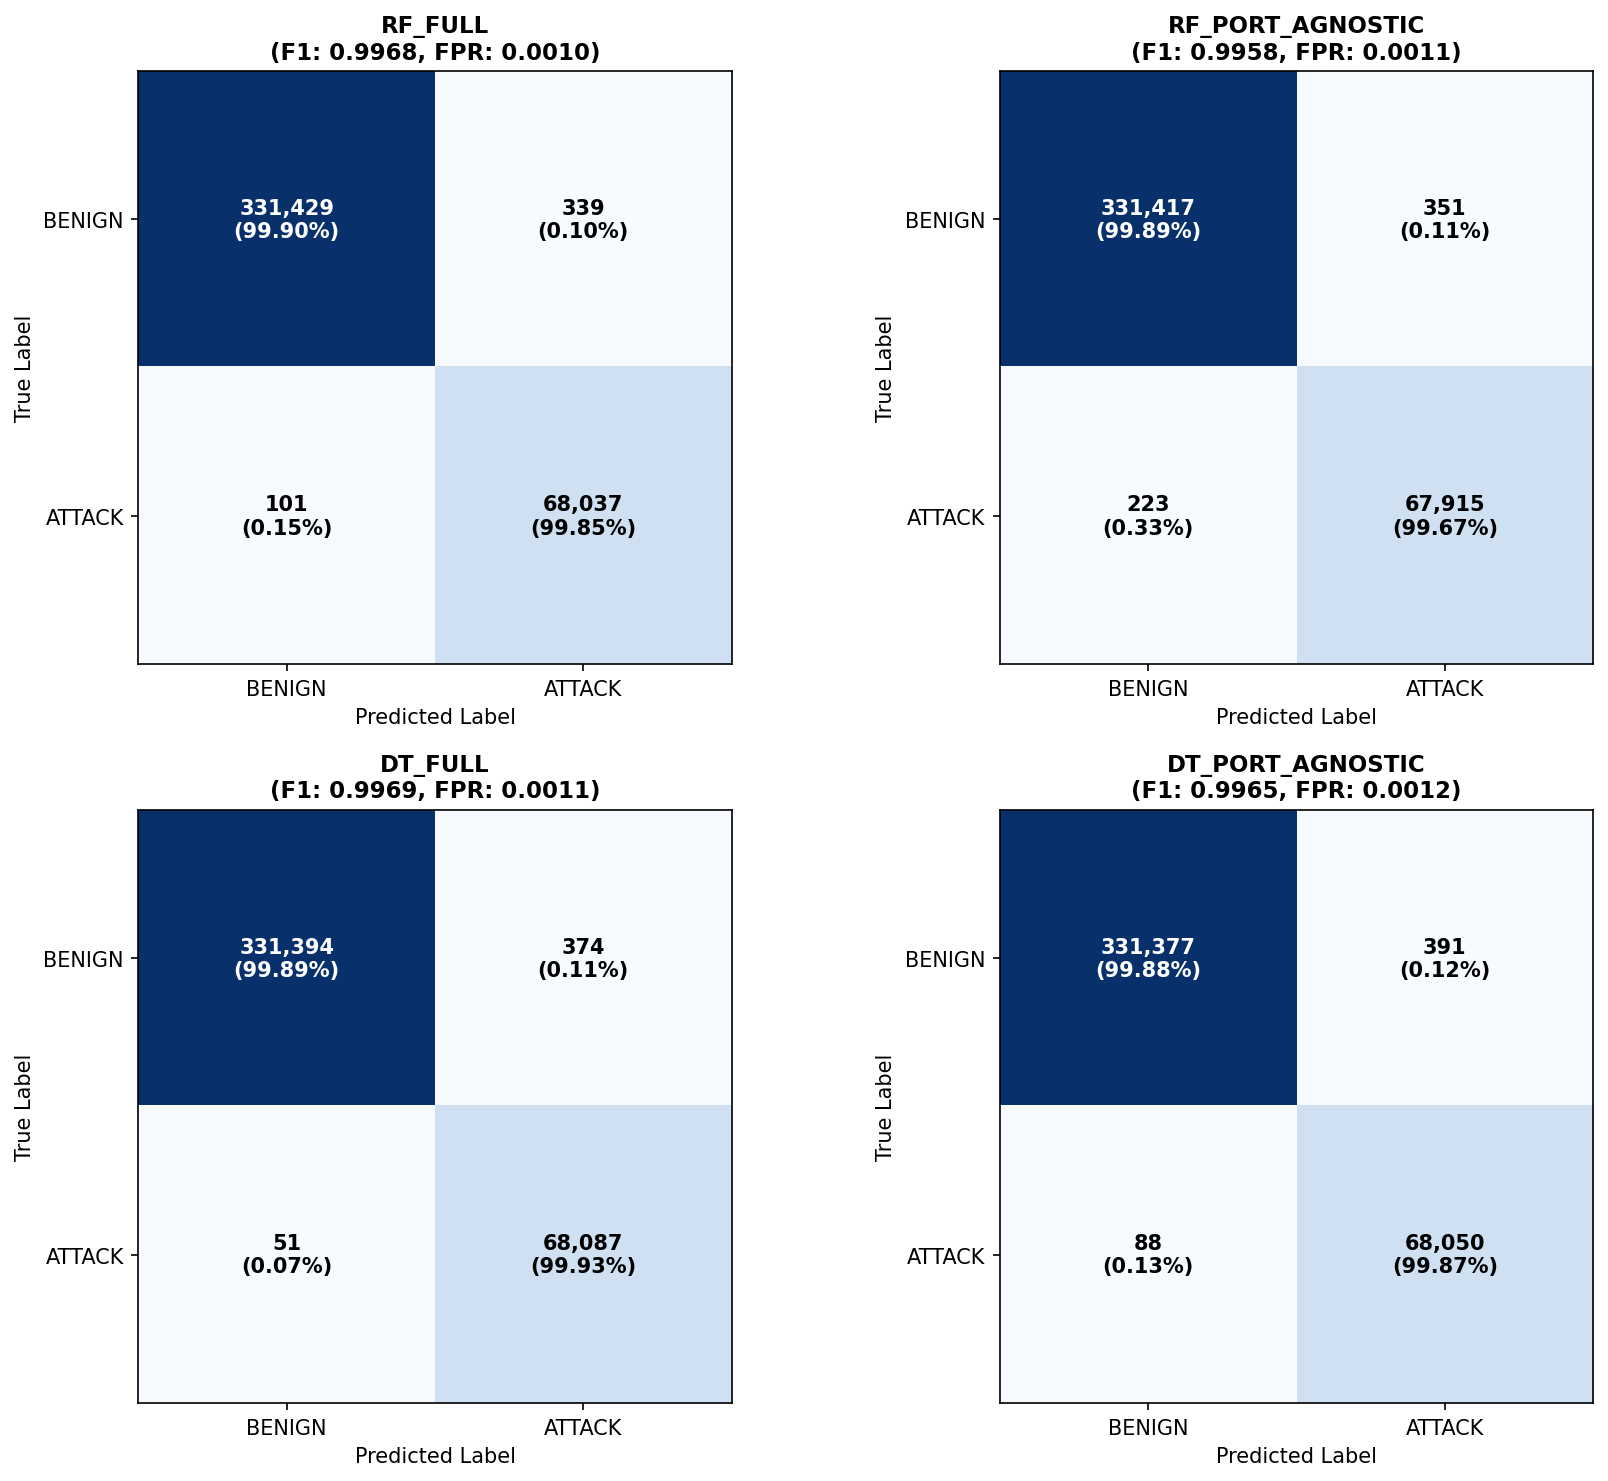 RF_FULL
(F1: 0.9968, FPR: 0.0010)
True Label
BENIGN
331,429
(99.90%)
339
(0.10%)
ATTACK
101
(0.15%)
68,037
(99.85%)
BENIGN
ATTACK
Predicted Label
RF_PORT_AGNOSTIC
(F1: 0.9958, FPR: 0.0011)
True Label
BENIGN
331,417
(99.89%)
351
(0.11%)
ATTACK
223
(0.33%)
67,915
(99.67%)
BENIGN
ATTACK
Predicted Label
DT_FULL
(F1: 0.9969, FPR: 0.0011)
True Label
BENIGN
331,394
(99.89%)
374
(0.11%)
ATTACK
51
(0.07%)
68,087
(99.93%)
BENIGN
ATTACK
Predicted Label
DT_PORT_AGNOSTIC
(F1: 0.9965, FPR: 0.0012)
True Label
BENIGN
331,377
(99.88%)
391
(0.12%)
ATTACK
88
(0.13%)
68,050
(99.87%)
BENIGN
ATTACK
Predicted Label